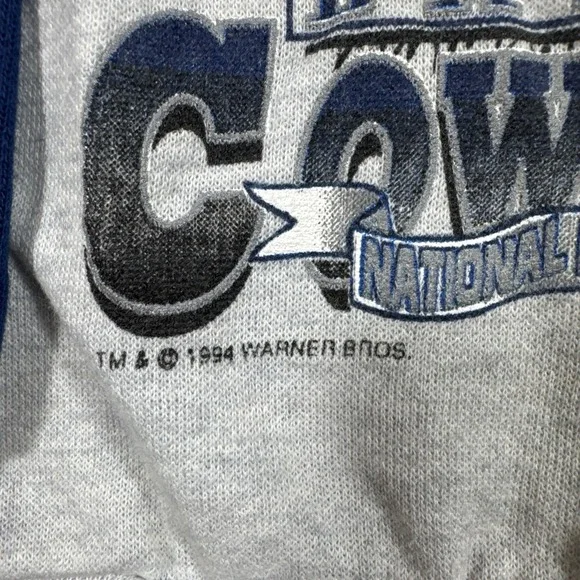 COW
NATIONAL
TM & © 1994 WARNER BROS.